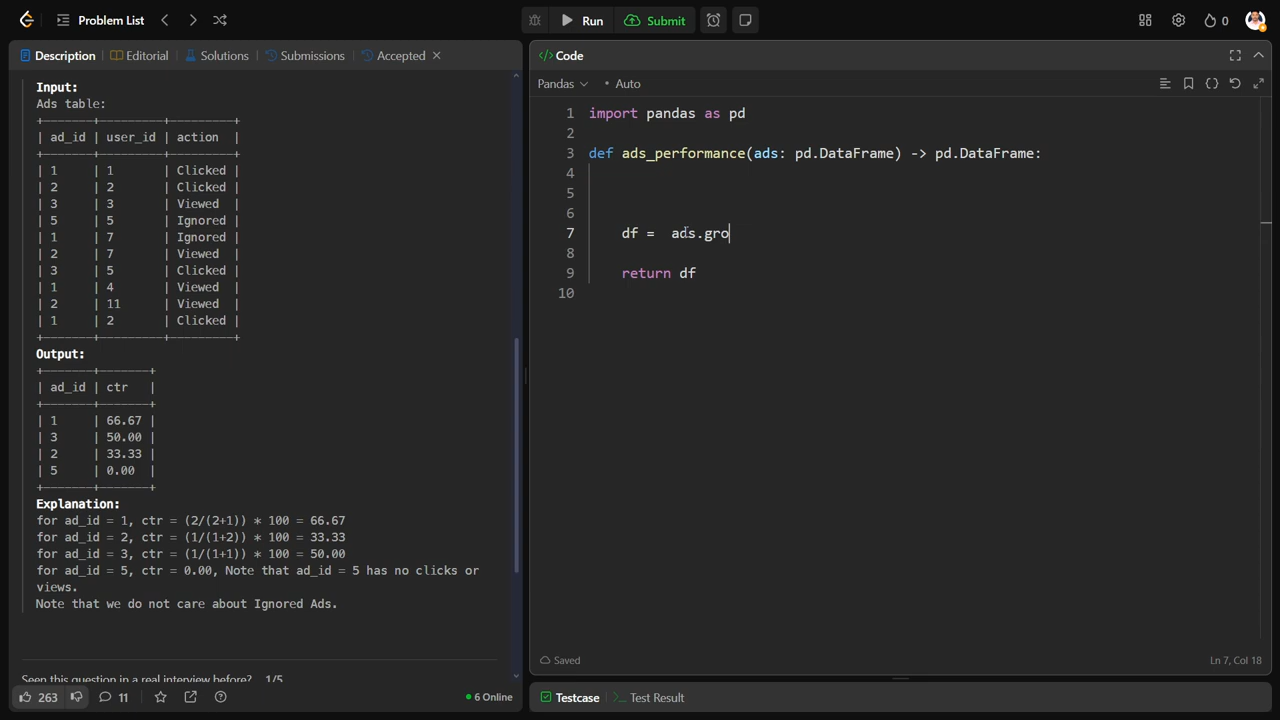 Problem List
Run
Submit
0
Description
Editorial
Solutions
Submissions
Accepted
Input:
Ads table:
+-------+---------+---------+
| ad_id | user_id | action  |
+-------+---------+---------+
| 1     | 1       | Clicked |
| 2     | 2       | Clicked |
| 3     | 3       | Viewed  |
| 5     | 5       | Ignored |
| 1     | 7       | Ignored |
| 2     | 7       | Viewed  |
| 3     | 5       | Clicked |
| 1     | 4       | Viewed  |
| 2     | 11      | Viewed  |
| 1     | 2       | Clicked |
+-------+---------+---------+
Output:
+-------+-------+
| ad_id | ctr   |
+-------+-------+
| 1     | 66.67 |
| 3     | 50.00 |
| 2     | 33.33 |
| 5     | 0.00  |
+-------+-------+
Explanation:
for ad_id = 1, ctr = (2/(2+1)) * 100 = 66.67
for ad_id = 2, ctr = (1/(1+2)) * 100 = 33.33
for ad_id = 3, ctr = (1/(1+1)) * 100 = 50.00
for ad_id = 5, ctr = 0.00, Note that ad_id = 5 has no clicks or
views.
Note that we do not care about Ignored Ads.
Seen this question in a real interview before? 1/5
263
11
6 Online
</> Code
Pandas
• Auto
1 import pandas as pd
2
3 def ads_performance(ads: pd.DataFrame) -> pd.DataFrame:
4
5
6
7     df =  ads.gro
8
9     return df
10
Saved
Ln 7, Col 18
Testcase
>_ Test Result